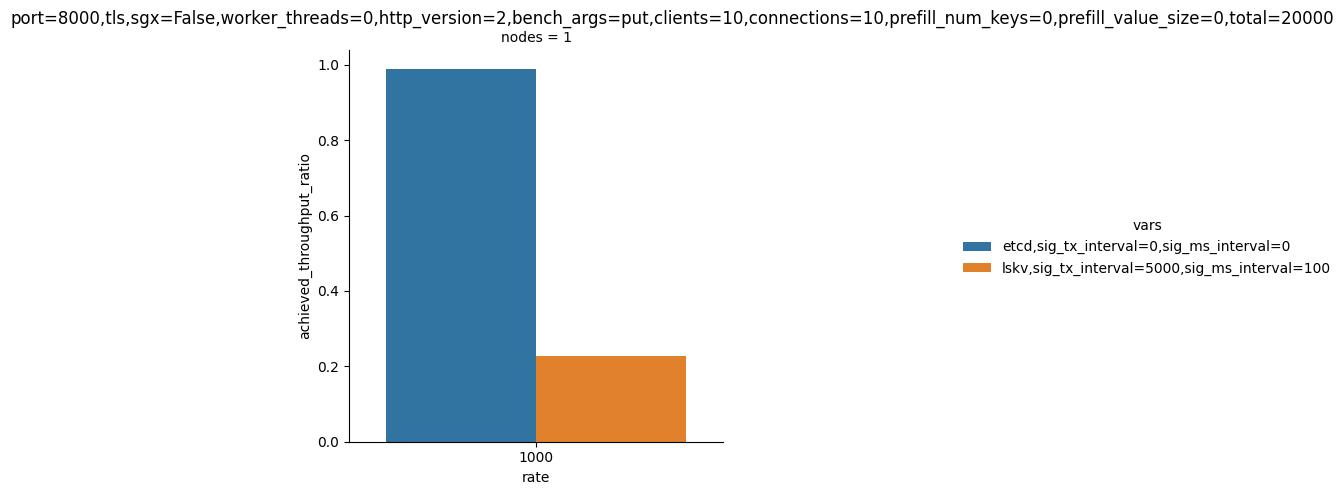 port=8000,tls,sgx=False,worker_threads=0,http_version=2,bench_args=put,clients=10,connections=10,prefill_num_keys=0,prefill_value_size=0,total=20000
nodes = 1
1.0
0.8
0.6
0.4
0.2
0.0
achieved_throughput_ratio
1000
rate
vars
etcd,sig_tx_interval=0,sig_ms_interval=0
lskv,sig_tx_interval=5000,sig_ms_interval=100